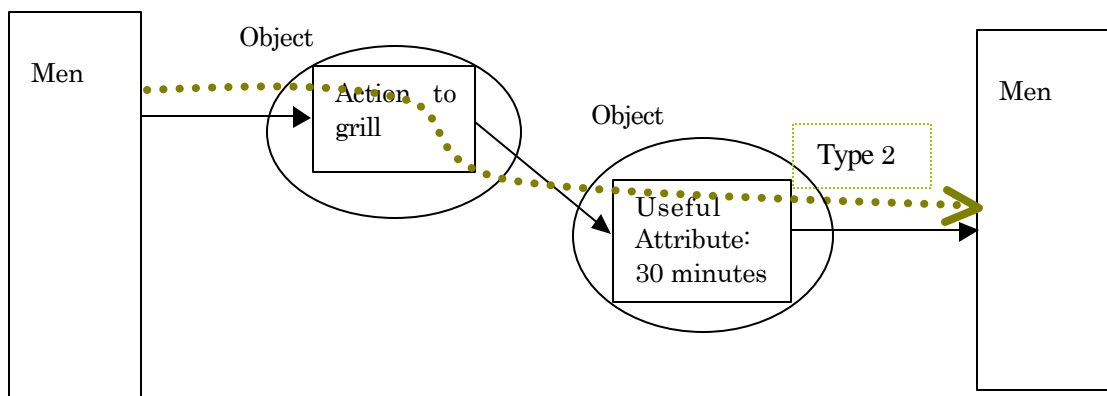 Men
Object
Action to
grill
Object
Useful
Attribute:
30 minutes
Type 2
Men